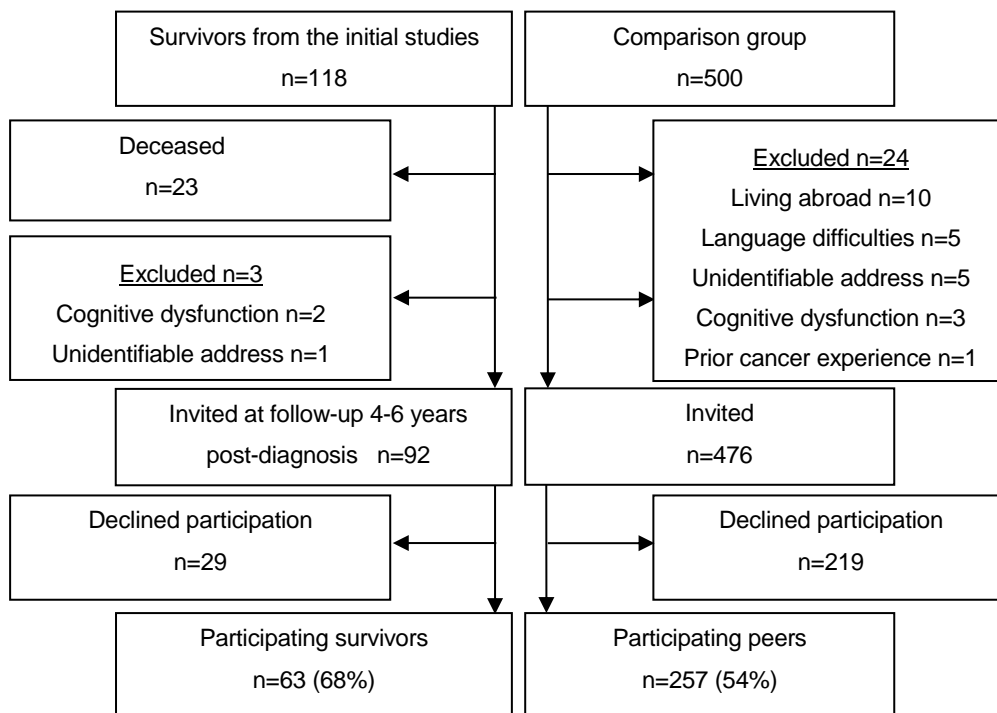 Survivors from the initial studies
n=118
Comparison group
n=500
Deceased
n=23
Excluded n=24
Living abroad n=10
Language difficulties n=5
Unidentifiable address n=5
Cognitive dysfunction n=3
Prior cancer experience n=1
Excluded n=3
Cognitive dysfunction n=2
Unidentifiable address n=1
Invited at follow-up 4-6 years
post-diagnosis n=92
Invited
n=476
Declined participation
n=29
Declined participation
n=219
Participating survivors
n=63 (68%)
Participating peers
n=257 (54%)